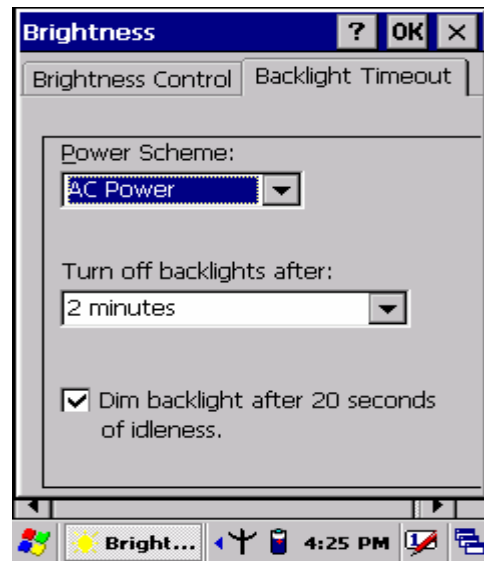 Brightness ? OK ×
Brightness Control Backlight Timeout
Power Scheme:
AC Power
Turn off backlights after:
2 minutes
Dim backlight after 20 seconds
of idleness.
Bright... 4:25 PM